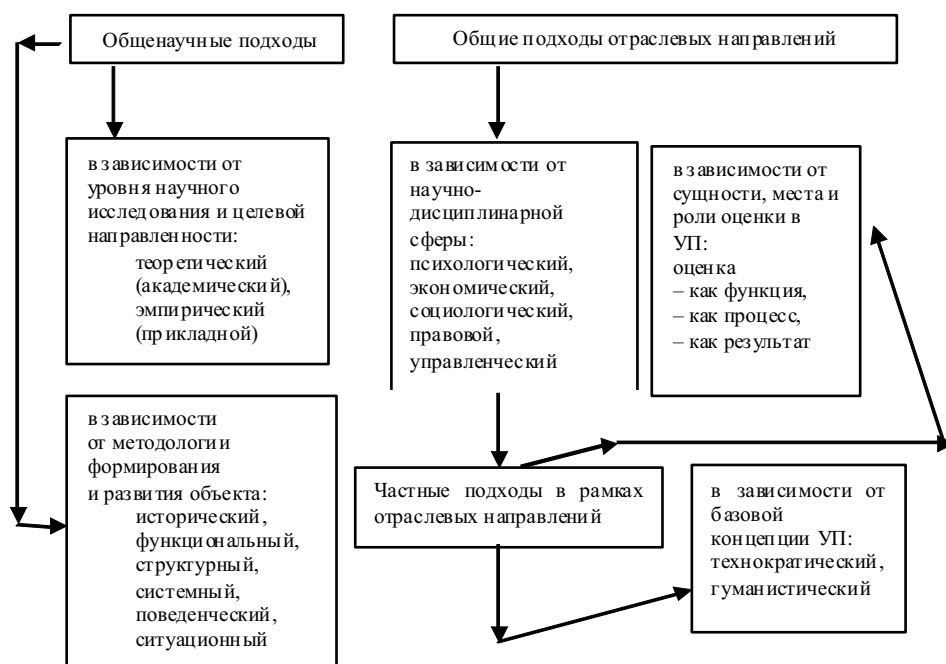 Общенаучные подходы
Общие подходы отраслевых направлений
в зависимости от
уровня научного
исследования и целевой
направленности:
теоретический
(академический),
эмпирический
(прикладной)
в зависимости от
научно-
дисциплинарной
сферы:
психологический,
экономический,
социологический,
правовой,
управленческий
в зависимости от
сущности, места и
роли оценки в
УП:
оценка
– как функция,
– как процесс,
– как результат
в зависимости
от методологии
формирования
и развития объекта:
исторический,
функциональный,
структурный,
системный,
поведенческий,
ситуационный
Частные подходы в рамках
отраслевых направлений
в зависимости от
базовой
концепции УП:
технократический,
гуманистический